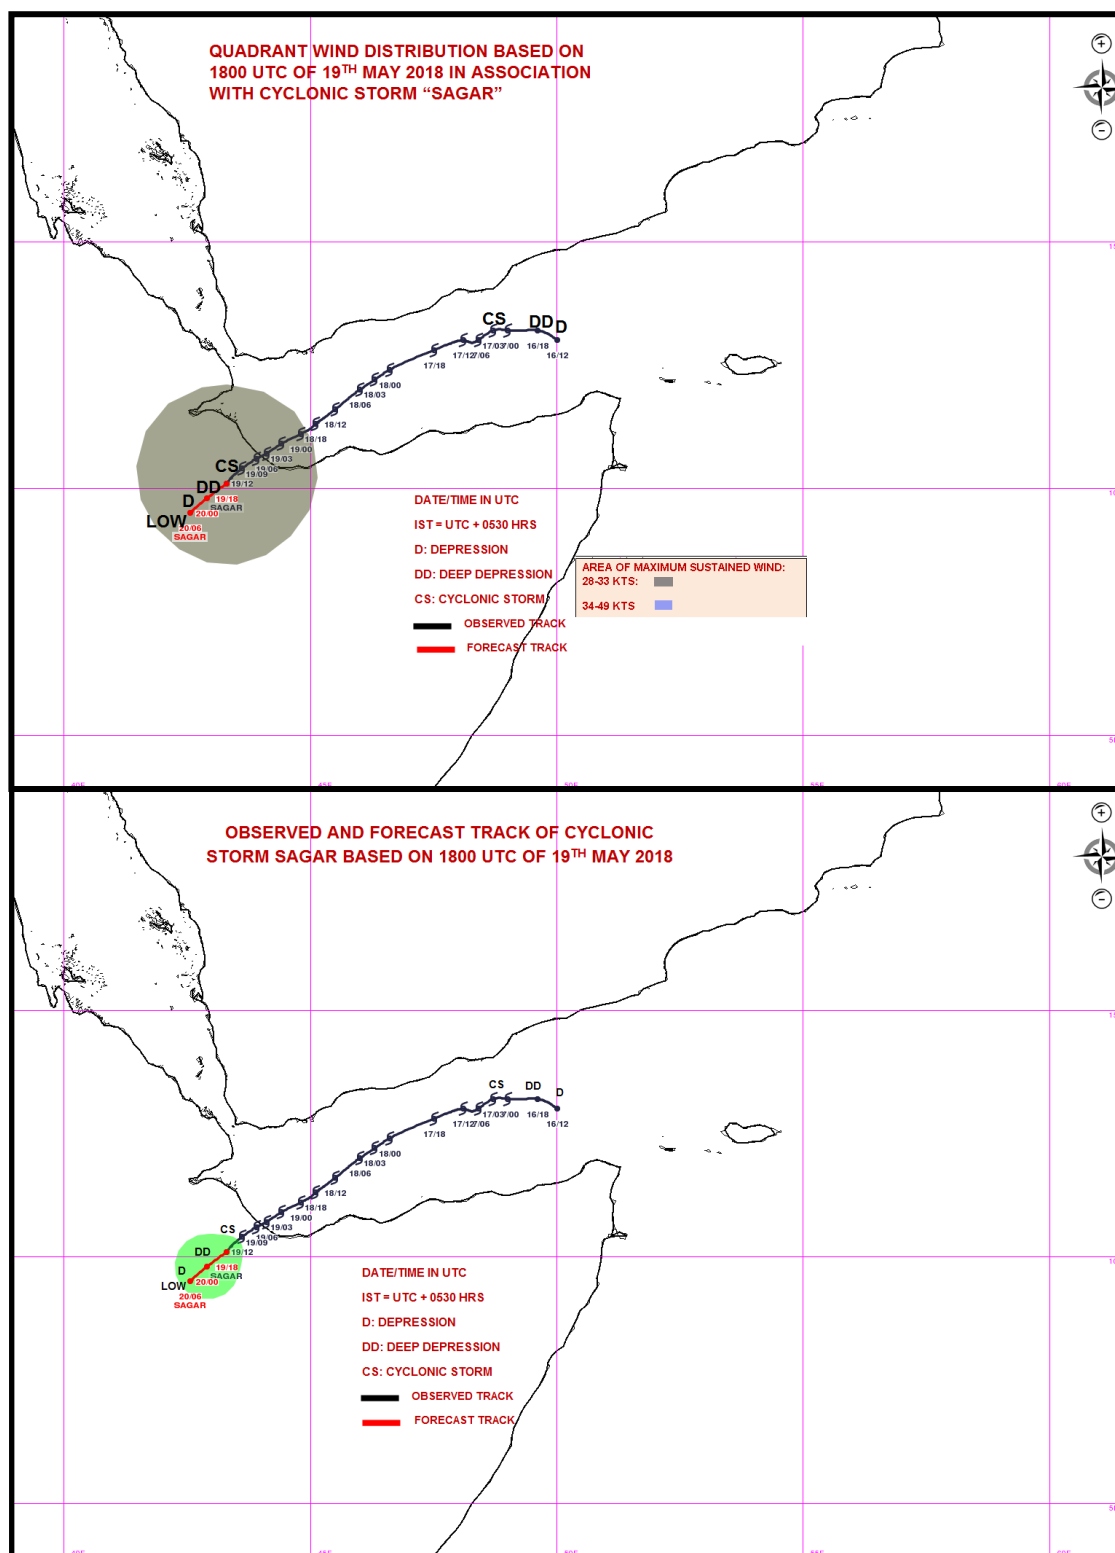 QUADRANT WIND DISTRIBUTION BASED ON
1800 UTC OF 19TH MAY 2018 IN ASSOCIATION
WITH CYCLONIC STORM “SAGAR”
CS
DD
D
17/03
7/00
16/18
16/12
17/12
7/06
17/18
18/00
18/03
18/06
18/12
18/18
19/00
19/03
19/06
CS
19/09
19/12
DD
19/18
SAGAR
D
20/00
LOW
20/06
SAGAR
DATE/TIME IN UTC
IST = UTC + 0530 HRS
D: DEPRESSION
DD: DEEP DEPRESSION
CS: CYCLONIC STORM
OBSERVED TRACK
FORECAST TRACK
AREA OF MAXIMUM SUSTAINED WIND:
28-33 KTS:
34-49 KTS
45E
50E
55E
60E
OBSERVED AND FORECAST TRACK OF CYCLONIC
STORM SAGAR BASED ON 1800 UTC OF 19TH MAY 2018
CS
DD
D
17/03
7/00
16/18
16/12
17/12
7/06
17/18
18/00
18/03
18/06
18/12
18/18
19/00
19/03
19/06
CS
19/09
19/12
DD
19/18
SAGAR
D
20/00
LOW
20/06
SAGAR
DATE/TIME IN UTC
IST = UTC + 0530 HRS
D: DEPRESSION
DD: DEEP DEPRESSION
CS: CYCLONIC STORM
OBSERVED TRACK
FORECAST TRACK